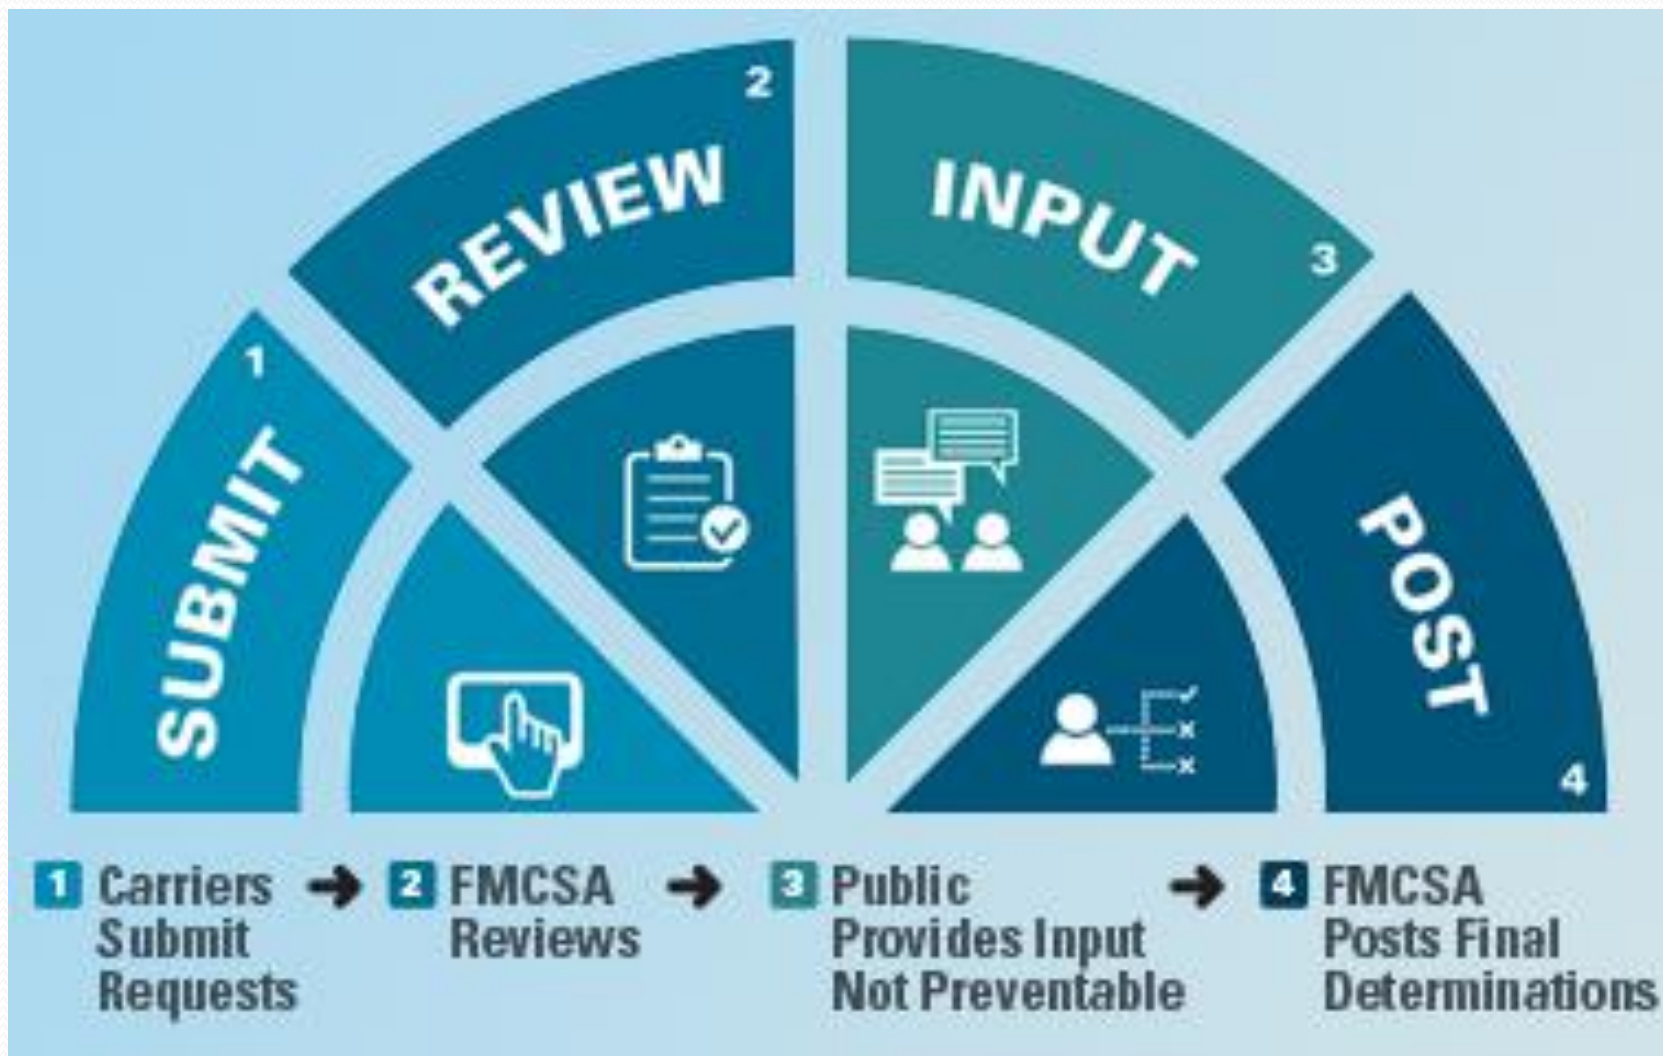 1
SUBMIT
2
REVIEW
INPUT
3
POST
4
1 Carriers
Submit
Requests
2 FMCSA
Reviews
3 Public
Provides Input
Not Preventable
4 FMCSA
Posts Final
Determinations